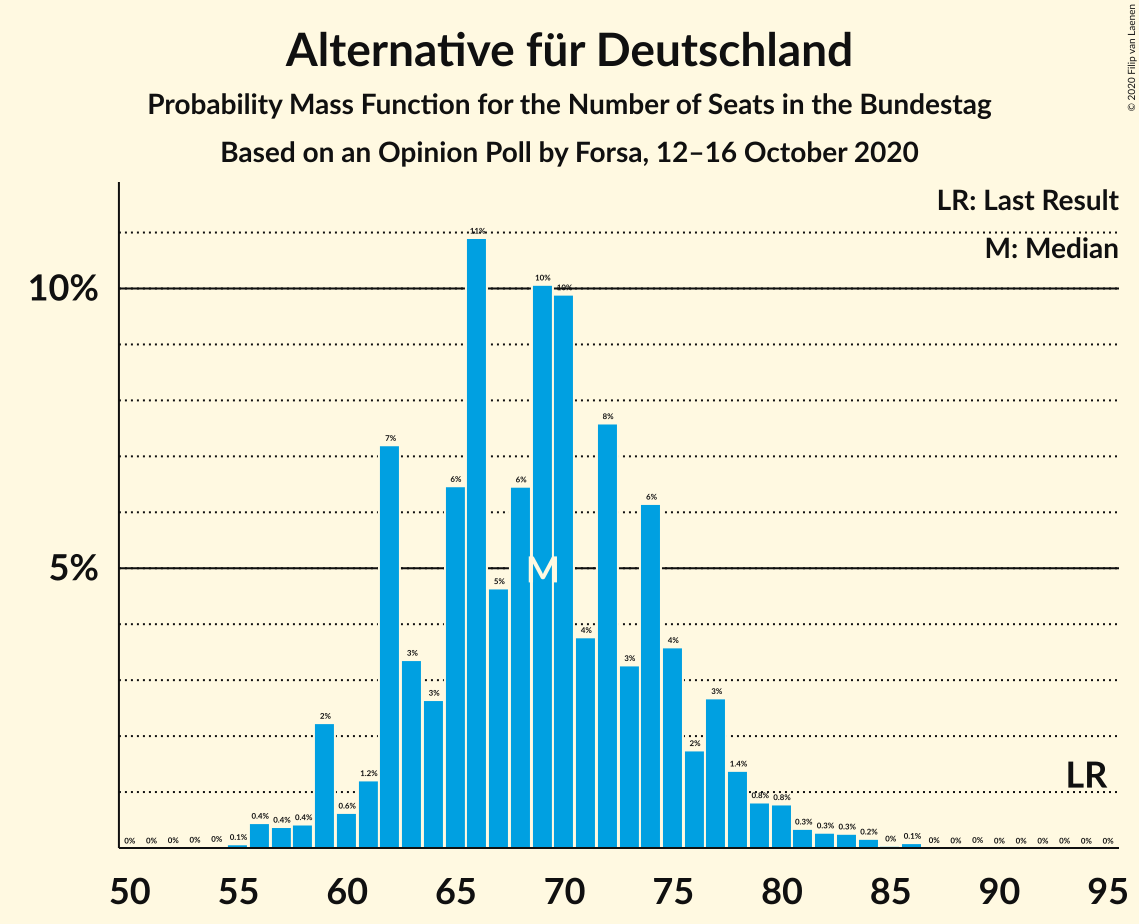 Alternative für Deutschland
Probability Mass Function for the Number of Seats in the Bundestag
Based on an Opinion Poll by Forsa, 12–16 October 2020
© 2020 Filip van Laenen
LR: Last Result
M: Median
10%
5%
0% 0% 0% 0% 0% 0.1% 0.4% 0.4% 0.4% 2% 0.6% 1.2% 7% 3% 3% 6% 11% 5% 6% 10% 10% 4% 8% 3% 6% 4% 2% 3% 1.4% 0.8% 0.8% 0.3% 0.3% 0.3% 0.2% 0% 0.1% 0% 0% 0% 0% 0% 0% 0% 0% 0%
M
LR
50 55 60 65 70 75 80 85 90 95